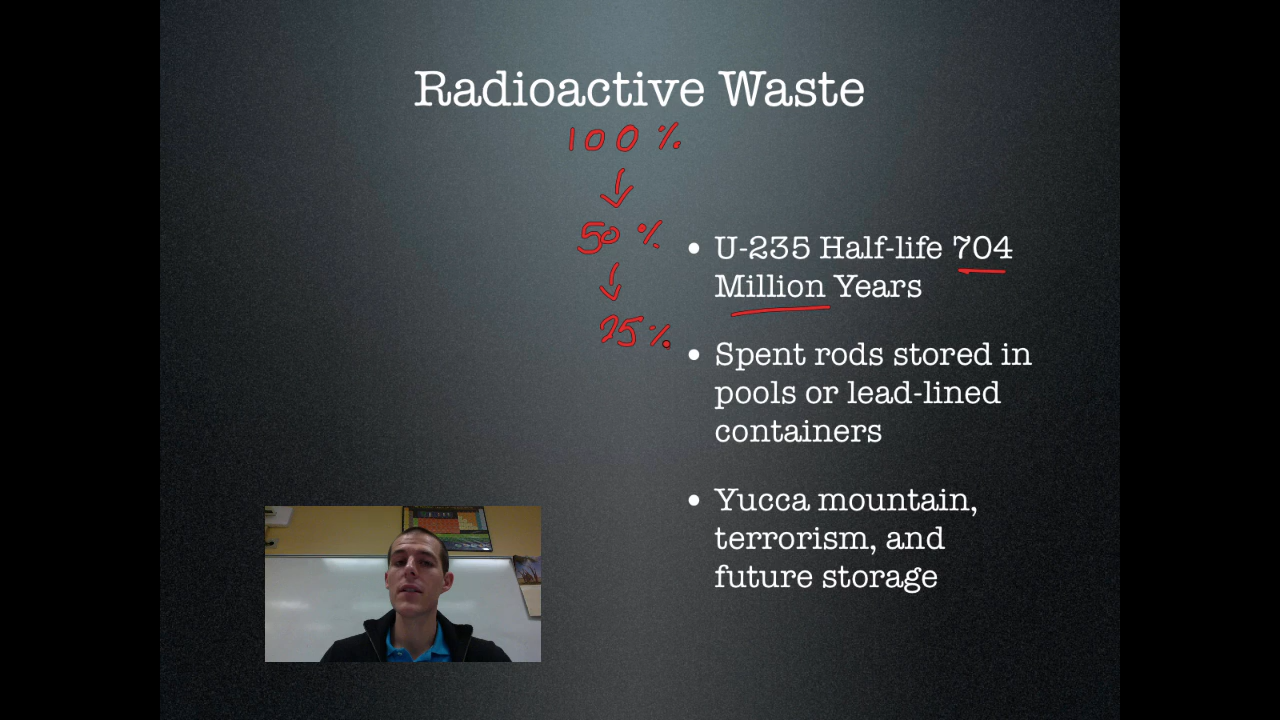 Radioactive Waste
100%
50%
25%
• U-235 Half-life 704
Million Years
• Spent rods stored in
pools or lead-lined
containers
• Yucca mountain,
terrorism, and
future storage